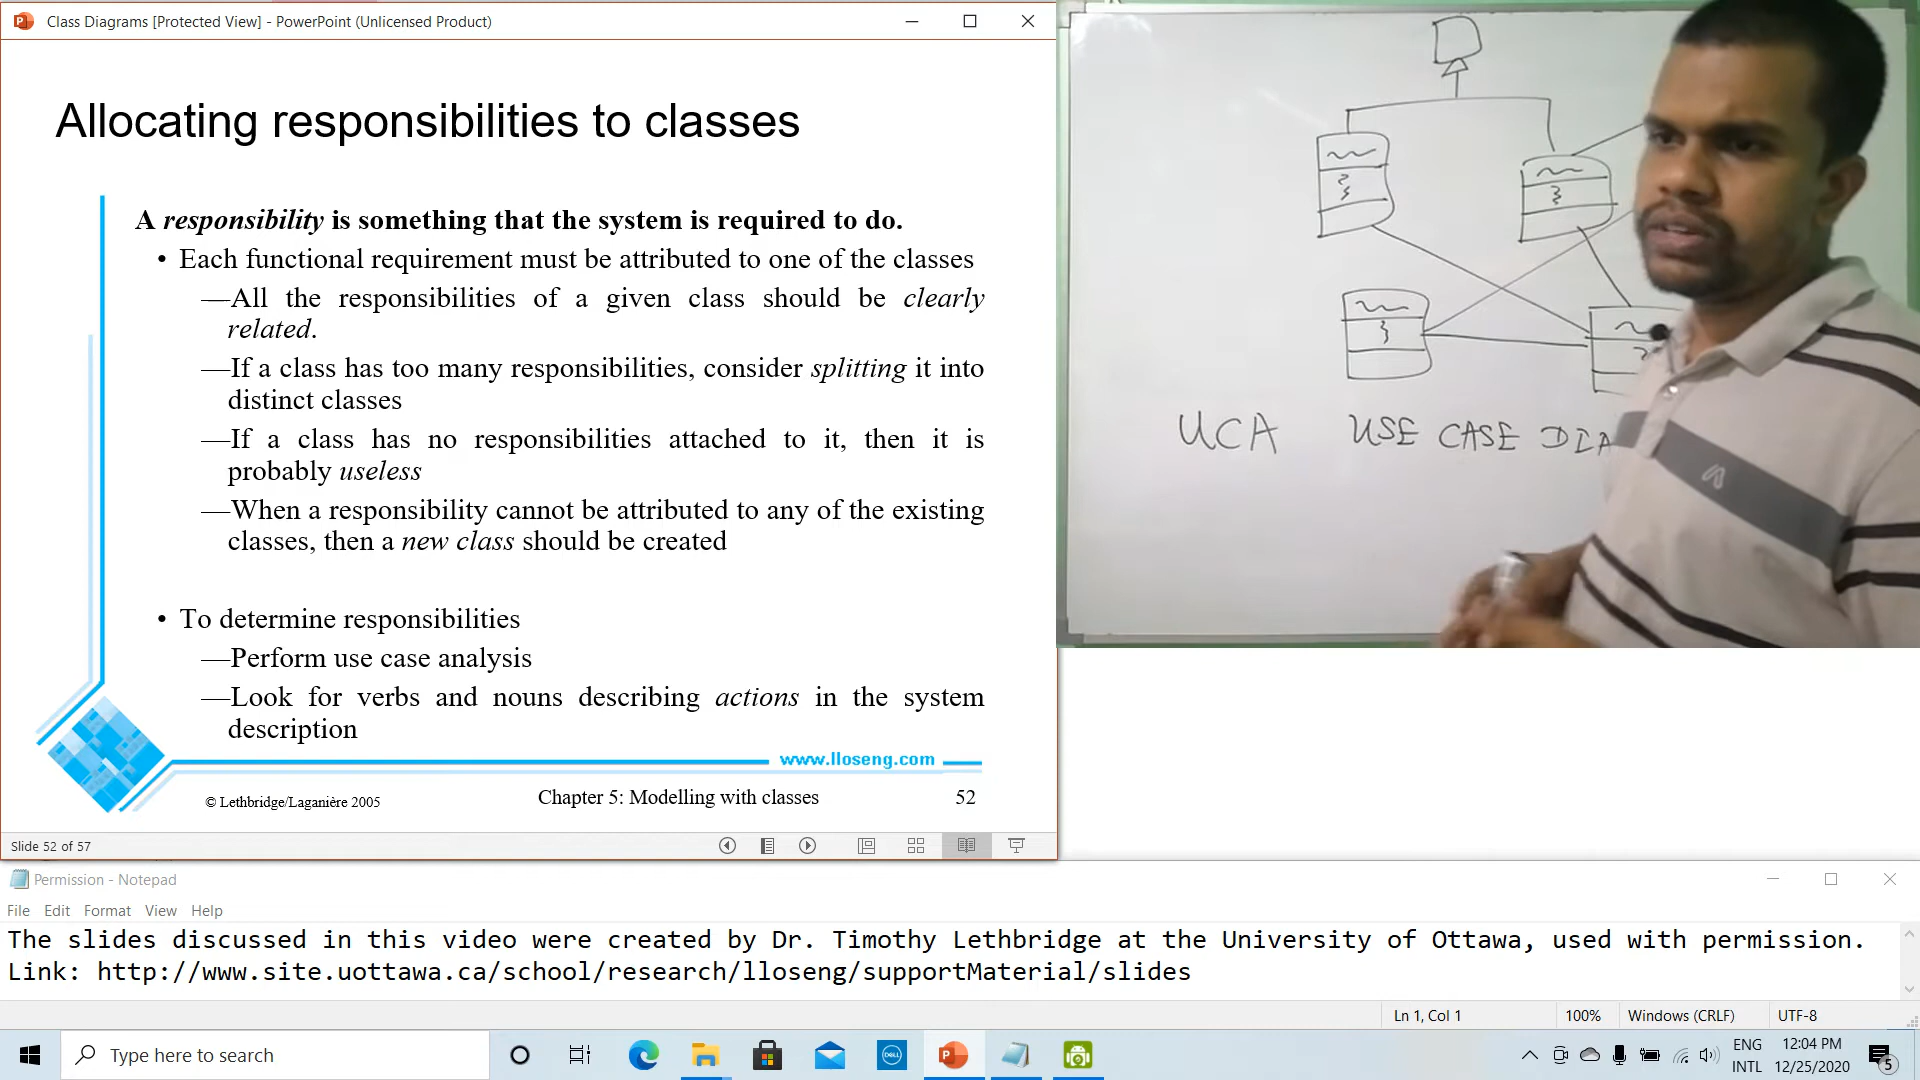 Class Diagrams [Protected View] - PowerPoint (Unlicensed Product)
Allocating responsibilities to classes
A responsibility is something that the system is required to do.
• Each functional requirement must be attributed to one of the classes
—All the responsibilities of a given class should be clearly
related.
—If a class has too many responsibilities, consider splitting it into
distinct classes
—If a class has no responsibilities attached to it, then it is
probably useless
—When a responsibility cannot be attributed to any of the existing
classes, then a new class should be created
• To determine responsibilities
—Perform use case analysis
—Look for verbs and nouns describing actions in the system
description
www.lloseng.com
© Lethbridge/Laganière 2005
Chapter 5: Modelling with classes
52
Slide 52 of 57
UCA USE CASE DIA
Permission - Notepad
File Edit Format View Help
The slides discussed in this video were created by Dr. Timothy Lethbridge at the University of Ottawa, used with permission.
Link: http://www.site.uottawa.ca/school/research/lloseng/supportMaterial/slides
Ln 1, Col 1 100% Windows (CRLF) UTF-8
Type here to search
DELL
ENG
INTL
12:04 PM
12/25/2020
5